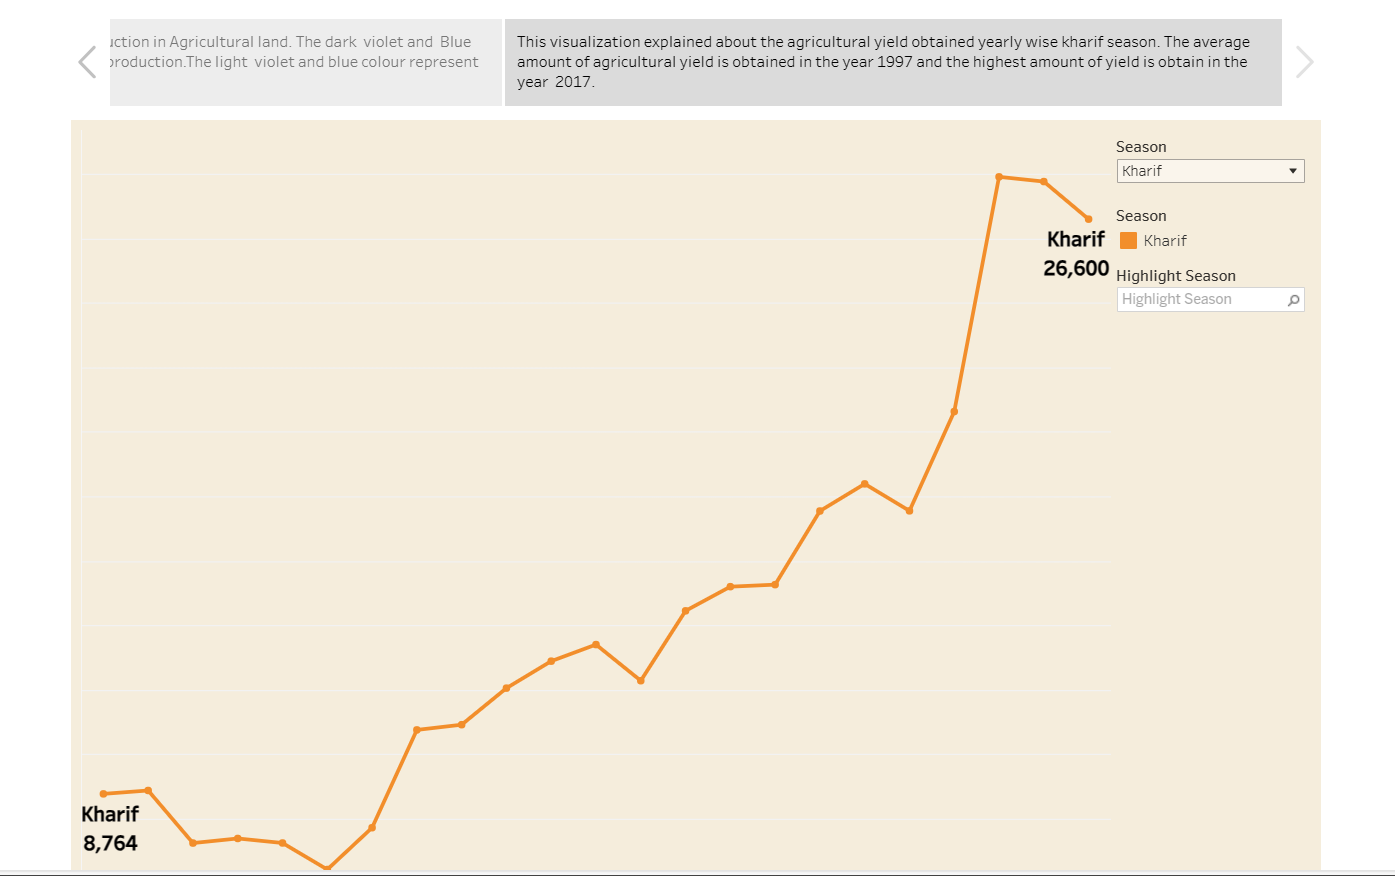 in Agricultural land. The dark violet and Blue
production.The light violet and blue colour represent
This visualization explained about the agricultural yield obtained yearly wise kharif season. The average
amount of agricultural yield is obtained in the year 1997 and the highest amount of yield is obtain in the
year 2017.
Season
Kharif
Season
Kharif
Highlight Season
Highlight Season
Kharif
26,600
Kharif
8,764